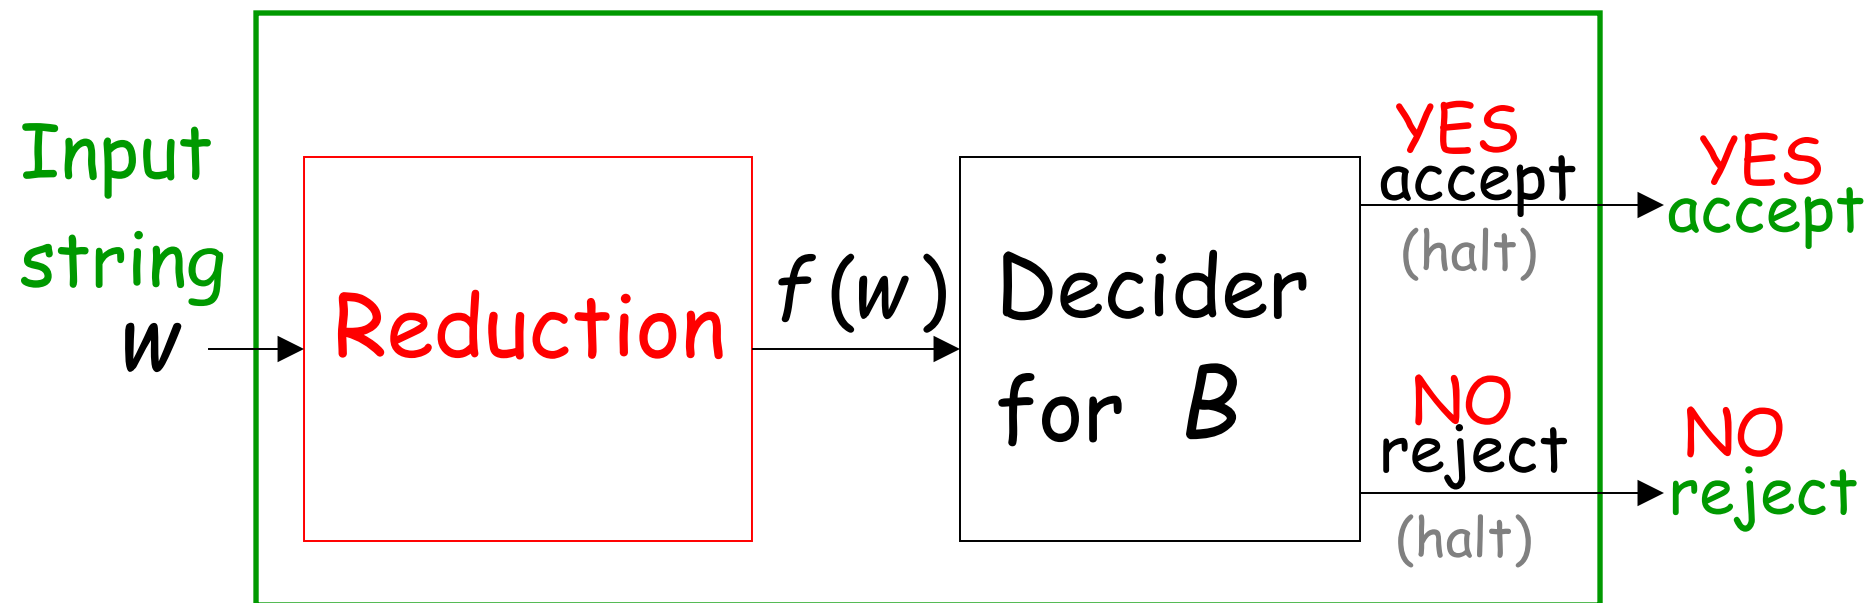 Input
string
w
Reduction
f(w)
Decider
for B
YES
accept
(halt)
NO
reject
(halt)
YES
accept
NO
reject